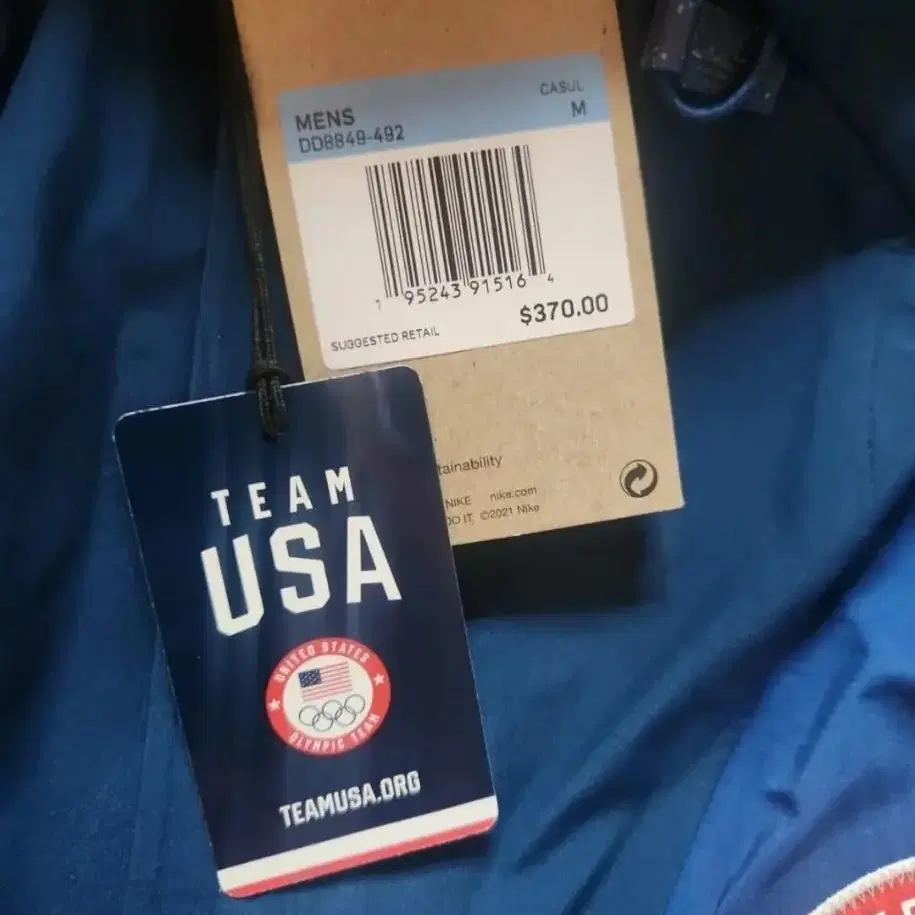 MENS
CASUL
DD8849-492
M
1 95243 91516 4
SUGGESTED RETAIL
$370.00
tainability
NIKE nike.com
DO IT, ©2021 Nike
TEAM
USA
UNITED STATES
OLYMPIC TEAM
TEAMUSA.ORG